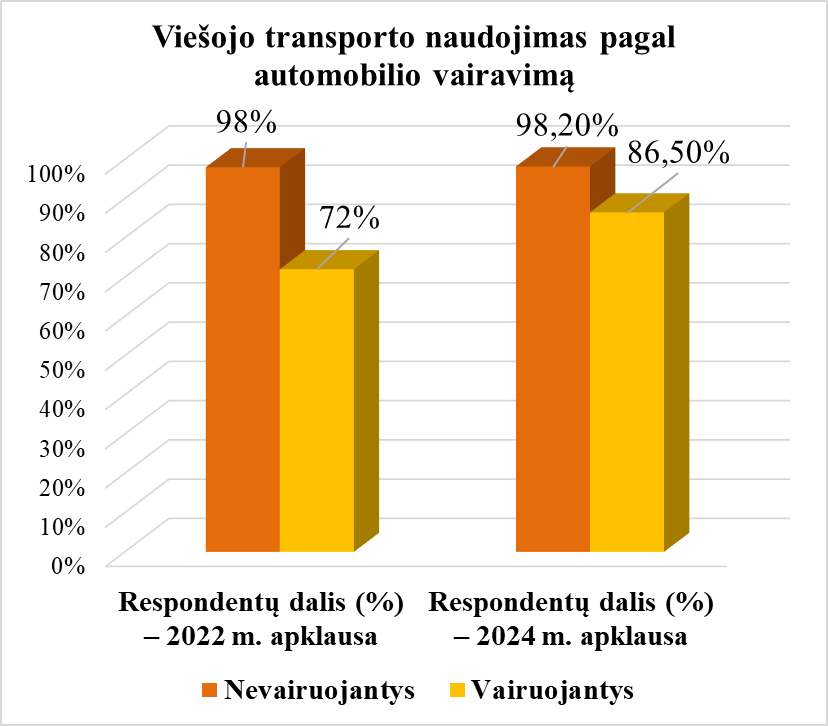 Viešojo transporto naudojimas pagal
automobilio vairavimą
98%
72%
98,20%
86,50%
100%
90%
80%
70%
60%
50%
40%
30%
20%
10%
0%
Respondentų dalis (%)
– 2022 m. apklausa
Respondentų dalis (%)
– 2024 m. apklausa
Nevairuojantys
Vairuojantys